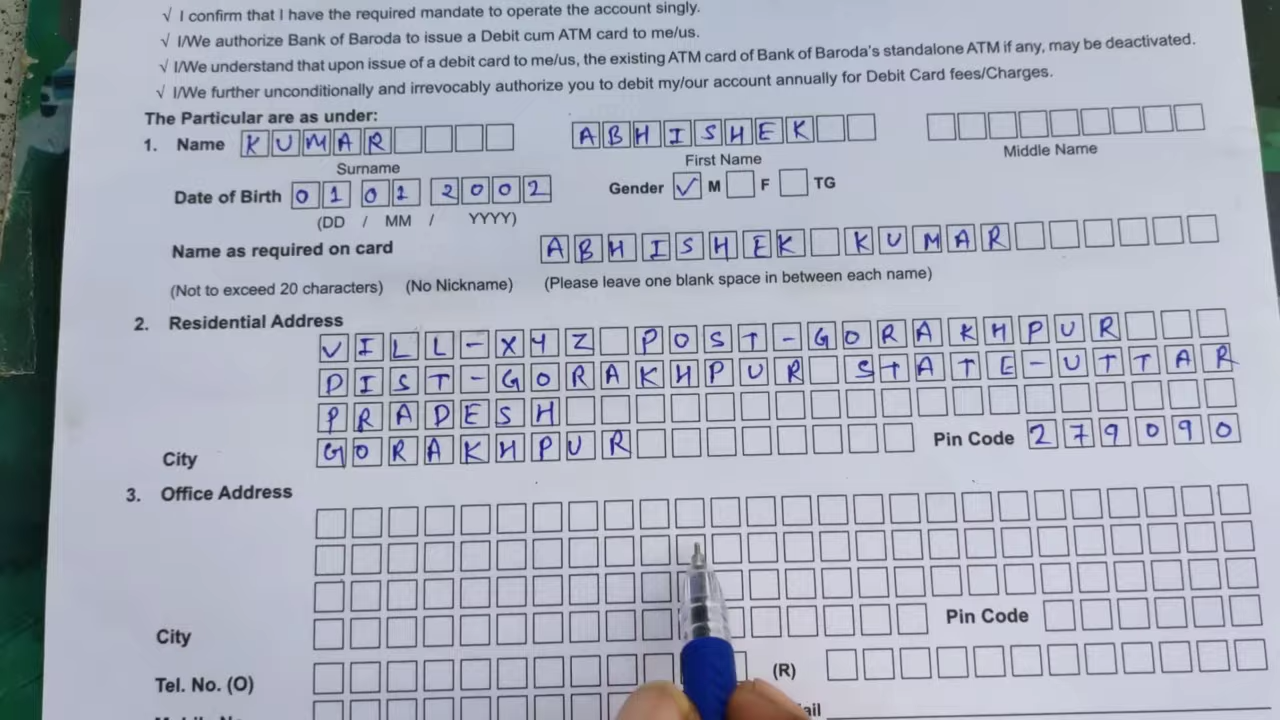 √ I confirm that I have the required mandate to operate the account singly.
√ I/We authorize Bank of Baroda to issue a Debit cum ATM card to me/us.
√ I/We understand that upon issue of a debit card to me/us, the existing ATM card of Bank of Baroda's standalone ATM if any, may be deactivated.
√ I/We further unconditionally and irrevocably authorize you to debit my/our account annually for Debit Card fees/Charges.
The Particular are as under:
1. Name KUMAR ABHISHEK
Surname First Name Middle Name
Date of Birth 01 01 2002 Gender ✓ M F TG
(DD / MM / YYYY)
Name as required on card ABHISHEK KUMAR
(Not to exceed 20 characters) (No Nickname) (Please leave one blank space in between each name)
2. Residential Address
VILL-XYZ POST-GORAKHPUR
DIST-GORAKHPUR STATE-UTTAR
PRADESH
City GORAKHPUR Pin Code 279090
3. Office Address
City Pin Code
Tel. No. (O) (R)